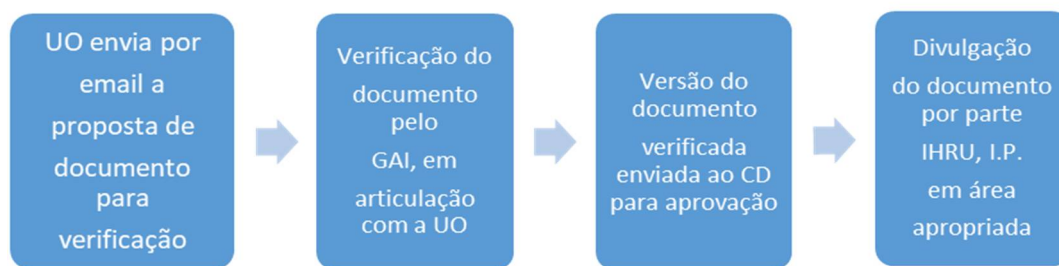 UO envia por
email a
proposta de
documento
para
verificação
Verificação do
documento
pelo
GAI, em
articulação
com a UO
Versão do
documento
verificada
enviada ao CD
para aprovação
Divulgação
do documento
por parte
IHRU, I.P.
em área
apropriada